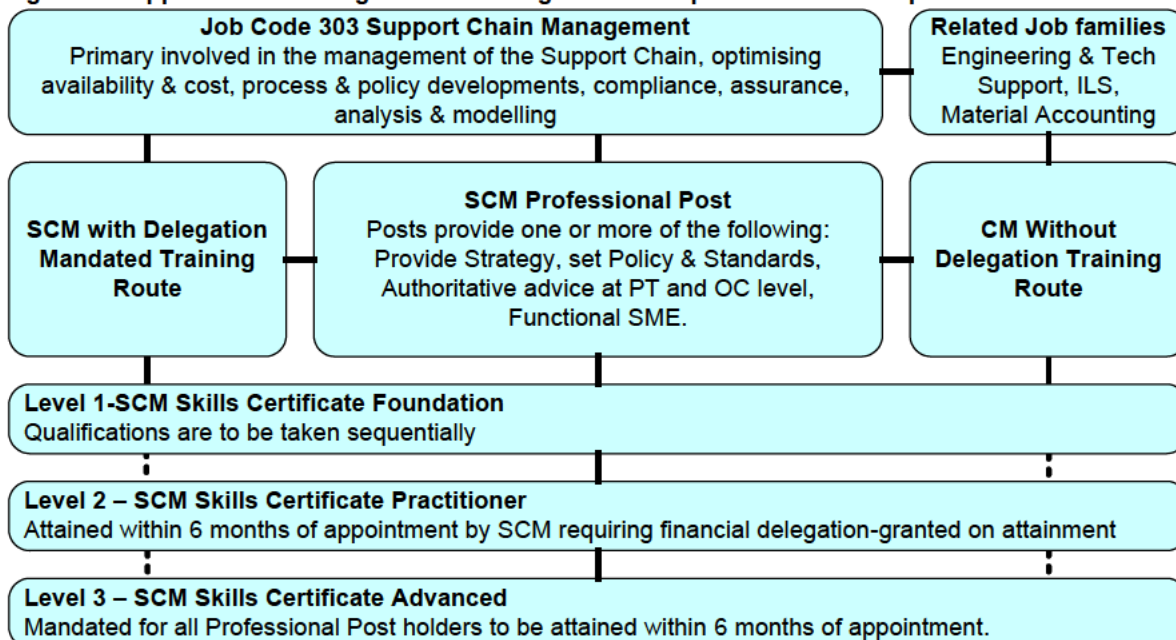 Job Code 303 Support Chain Management
Primary involved in the management of the Support Chain, optimising
availability & cost, process & policy developments, compliance, assurance,
analysis & modelling
Related Job families
Engineering & Tech
Support, ILS,
Material Accounting
SCM with Delegation
Mandated Training
Route
SCM Professional Post
Posts provide one or more of the following:
Provide Strategy, set Policy & Standards,
Authoritative advice at PT and OC level,
Functional SME.
CM Without
Delegation Training
Route
Level 1-SCM Skills Certificate Foundation
Qualifications are to be taken sequentially
Level 2 – SCM Skills Certificate Practitioner
Attained within 6 months of appointment by SCM requiring financial delegation-granted on attainment
Level 3 – SCM Skills Certificate Advanced
Mandated for all Professional Post holders to be attained within 6 months of appointment.